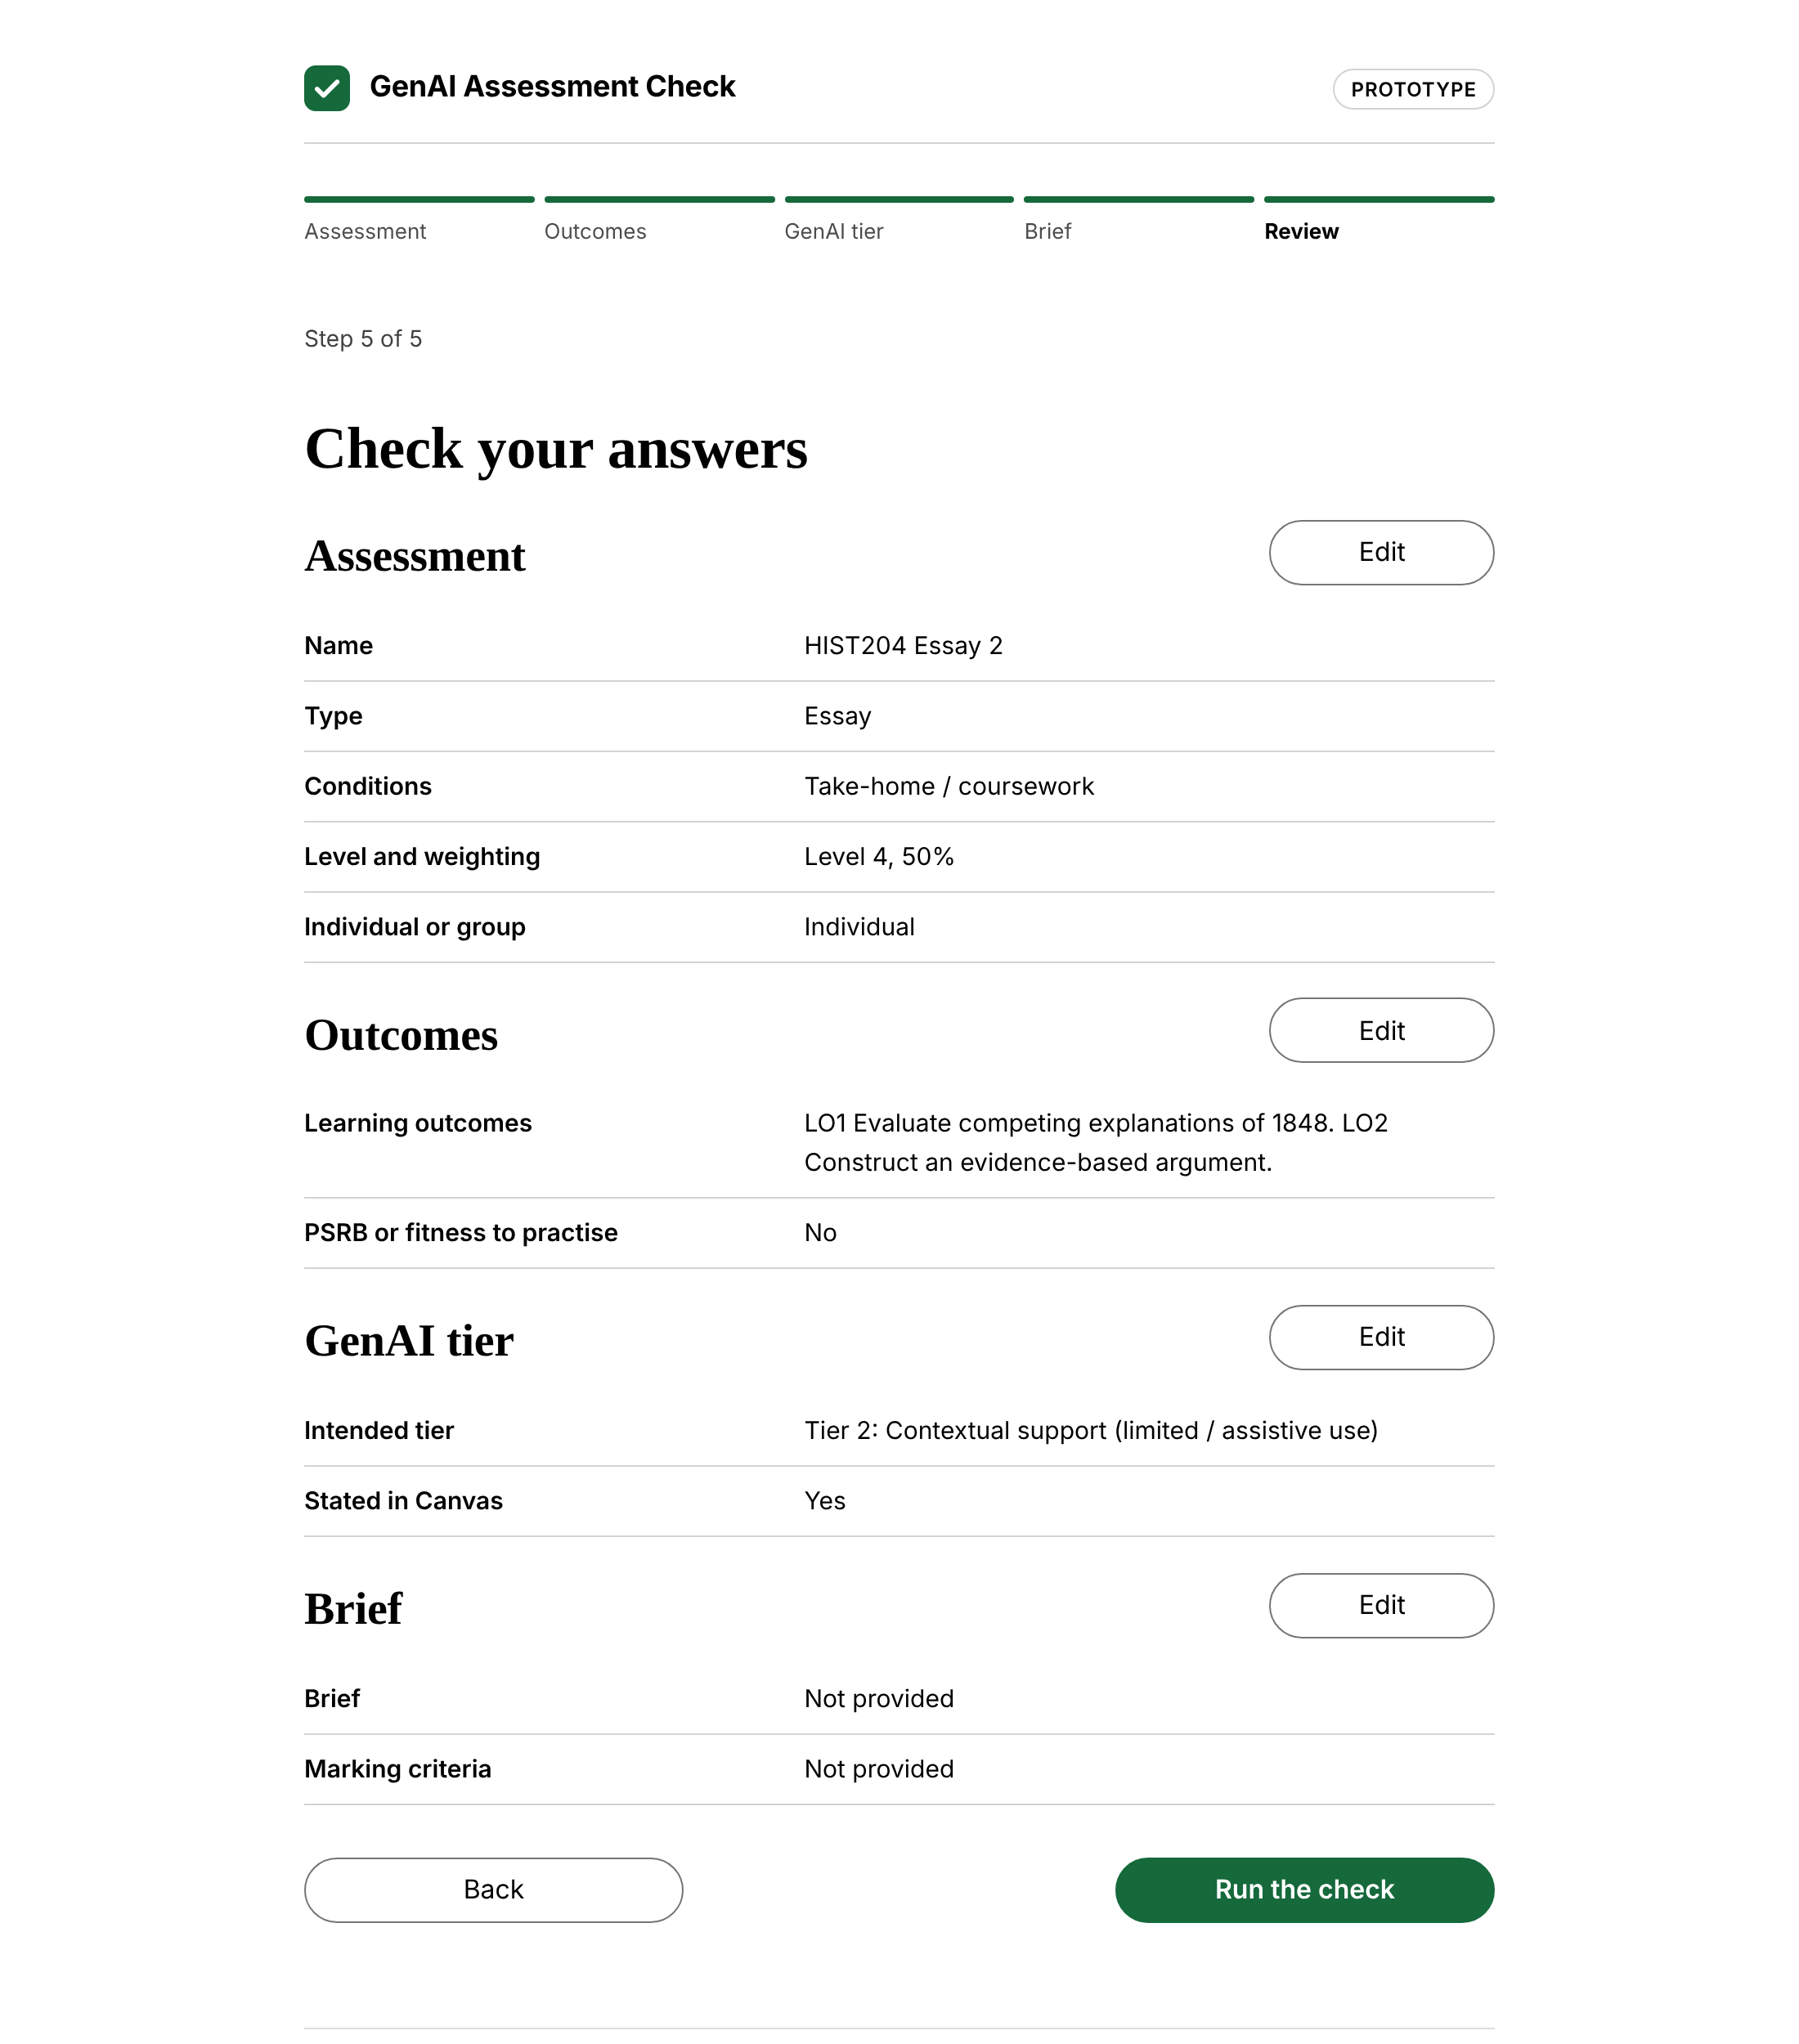 GenAI Assessment Check
PROTOTYPE
Assessment
Outcomes
GenAI tier
Brief
Review
Step 5 of 5
Check your answers
Assessment
Edit
Name
HIST204 Essay 2
Type
Essay
Conditions
Take-home / coursework
Level and weighting
Level 4, 50%
Individual or group
Individual
Outcomes
Edit
Learning outcomes
LO1 Evaluate competing explanations of 1848. LO2
Construct an evidence-based argument.
PSRB or fitness to practise
No
GenAI tier
Edit
Intended tier
Tier 2: Contextual support (limited / assistive use)
Stated in Canvas
Yes
Brief
Edit
Brief
Not provided
Marking criteria
Not provided
Back
Run the check